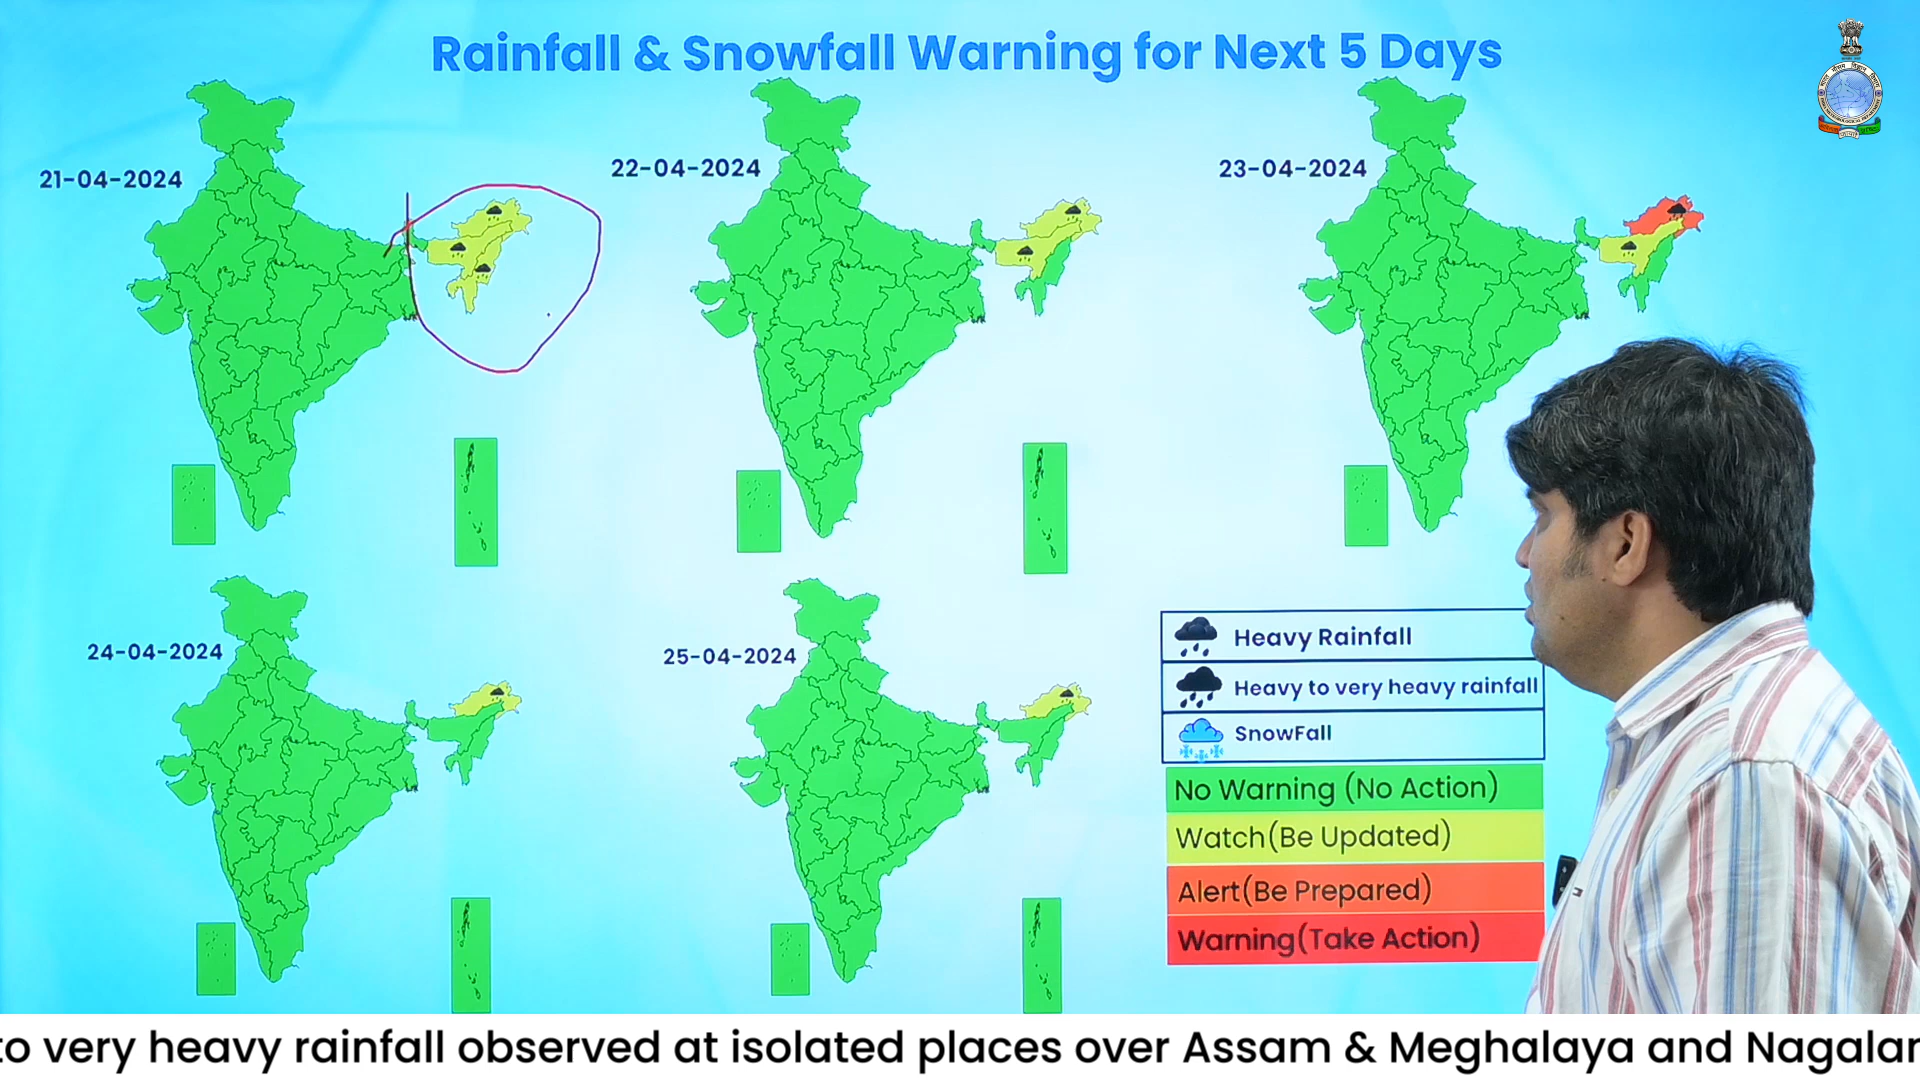 Rainfall & Snowfall Warning for Next 5 Days
21-04-2024
22-04-2024
23-04-2024
24-04-2024
25-04-2024
Heavy Rainfall
Heavy to very heavy rainfall
SnowFall
No Warning (No Action)
Watch(Be Updated)
Alert(Be Prepared)
Warning(Take Action)
to very heavy rainfall observed at isolated places over Assam & Meghalaya and Nagalan